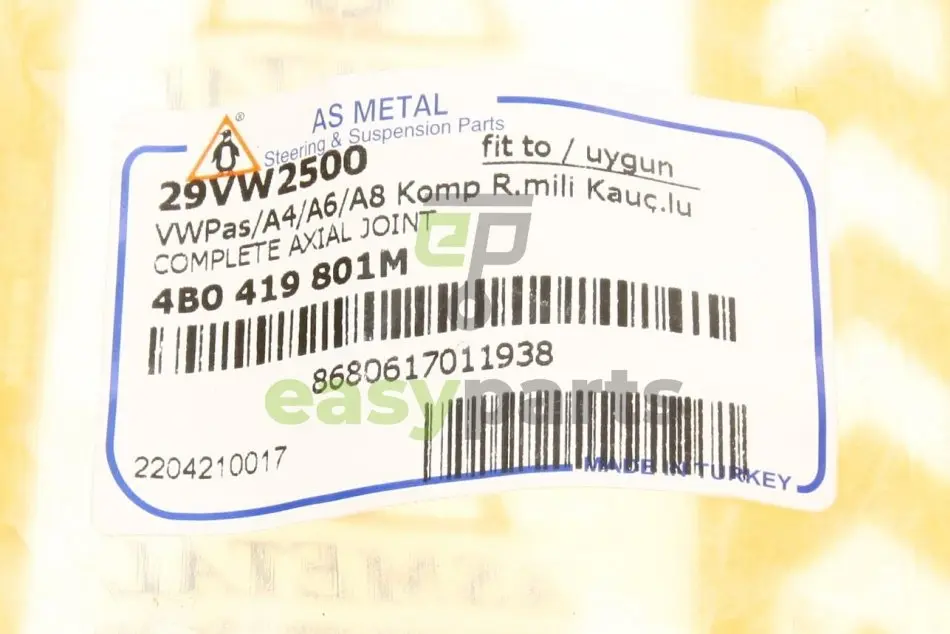 AS METAL
®
Steering & Suspension Parts
29VW2500
fit to / uygun
VWPas/A4/A6/A8 Komp R.mili Kauç.lu
COMPLETE AXIAL JOINT
4B0 419 801M
ep
8680617011938
easyparts
2204210017
MADE IN TURKEY